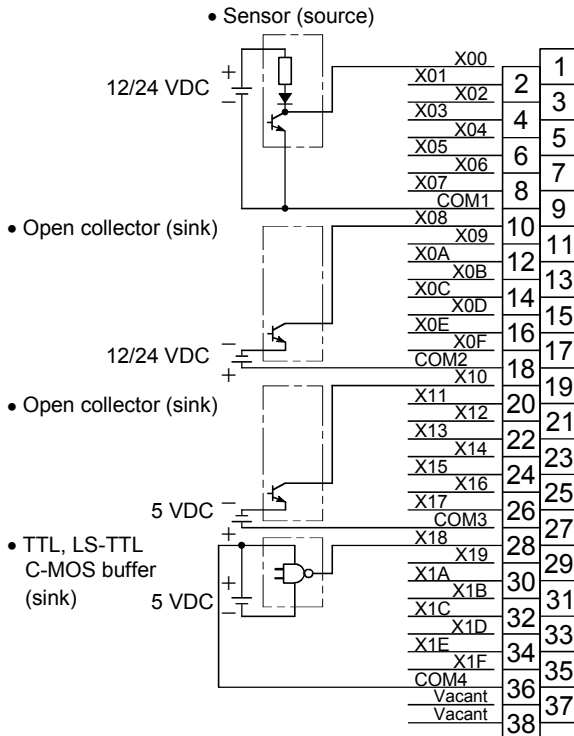 • Sensor (source)
12/24 VDC
+
−
• Open collector (sink)
12/24 VDC
−
+
• Open collector (sink)
5 VDC
−
+
• TTL, LS-TTL
C-MOS buffer
(sink)
5 VDC
+
−
X00 1
X01 2
X02 3
X03 4
X04 5
X05 6
X06 7
X07 8
COM1 9
X08 10
X09 11
X0A 12
X0B 13
X0C 14
X0D 15
X0E 16
X0F 17
COM2 18
X10 19
X11 20
X12 21
X13 22
X14 23
X15 24
X16 25
X17 26
COM3 27
X18 28
X19 29
X1A 30
X1B 31
X1C 32
X1D 33
X1E 34
X1F 35
COM4 36
Vacant 37
Vacant 38